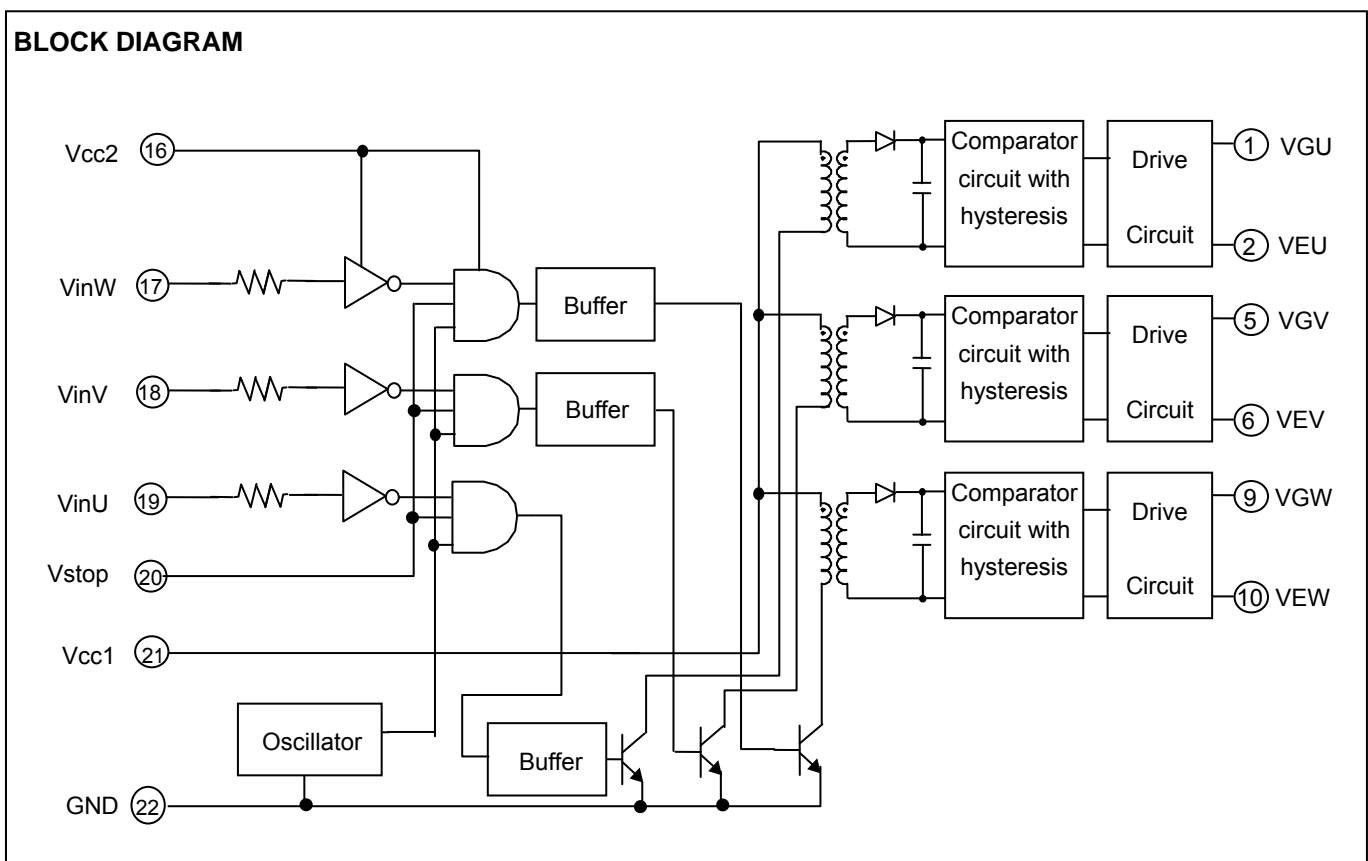 BLOCK DIAGRAM
Vcc2 16
VinW 17
VinV 18
VinU 19
Vstop 20
Vcc1 21
GND 22
Buffer
Buffer
Buffer
Oscillator
Comparator
circuit with
hysteresis
Drive
Circuit
1 VGU
2 VEU
Comparator
circuit with
hysteresis
Drive
Circuit
5 VGV
6 VEV
Comparator
circuit with
hysteresis
Drive
Circuit
9 VGW
10 VEW